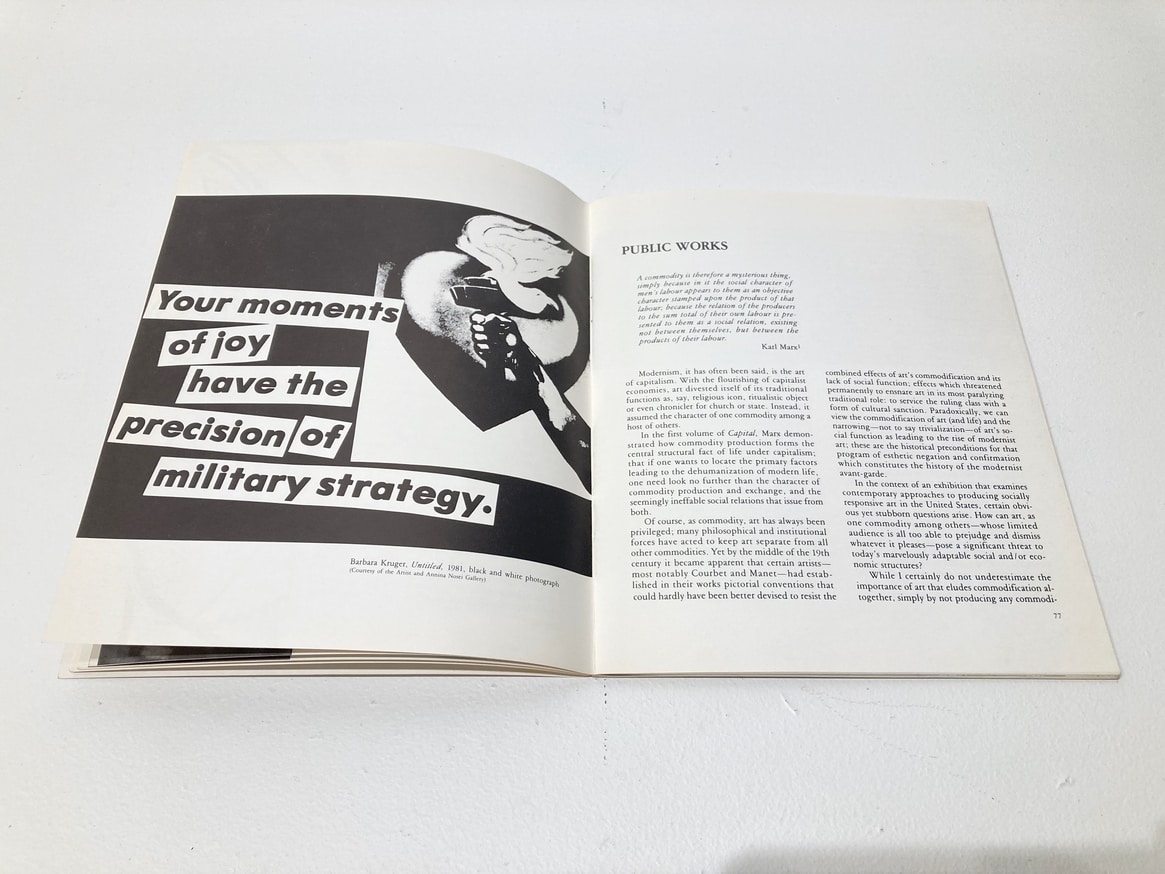 Your moments
of joy
have the
precision of
military strategy.
Barbara Kruger, Untitled, 1981, black and white photograph
(Courtesy of the Artist and Annina Nosei Gallery)
PUBLIC WORKS
A commodity is therefore a mysterious thing,
simply because in it the social character of
men's labour appears to them as an objective
character stamped upon the product of that
labour; because the relation of the producers
to the sum total of their own labour is pre-
sented to them as a social relation, existing
not between themselves, but between the
products of their labour.
Karl Marx¹
Modernism, it has often been said, is the art
of capitalism. With the flourishing of capitalist
economies, art divested itself of its traditional
functions as, say, religious icon, ritualistic object
or even chronicler for church or state. Instead, it
assumed the character of one commodity among a
host of others.
In the first volume of Capital, Marx demon-
strated how commodity production forms the
central structural fact of life under capitalism;
that if one wants to locate the primary factors
leading to the dehumanization of modern life,
one need look no further than the character of
commodity production and exchange, and the
seemingly ineffable social relations that issue from
both.
Of course, as commodity, art has always been
privileged; many philosophical and institutional
forces have acted to keep art separate from all
other commodities. Yet by the middle of the 19th
century it became apparent that certain artists—
most notably Courbet and Manet—had estab-
lished in their works pictorial conventions that
could hardly have been better devised to resist the
combined effects of art's commodification and its
lack of social function; effects which threatened
permanently to ensnare art in its most paralyzing
traditional role: to service the ruling class with a
form of cultural sanction. Paradoxically, we can
view the commodification of art (and life) and the
narrowing—not to say trivialization—of art's so-
cial function as leading to the rise of modernist
art; these are the historical preconditions for that
program of esthetic negation and confirmation
which constitutes the history of the modernist
avant-garde.
In the context of an exhibition that examines
contemporary approaches to producing socially
responsive art in the United States, certain obvi-
ous yet stubborn questions arise. How can art, as
one commodity among others—whose limited
audience is all too able to prejudge and dismiss
whatever it pleases—pose a significant threat to
today's marvelously adaptable social and/or eco-
nomic structures?
While I certainly do not underestimate the
importance of art that eludes commodification al-
together, simply by not producing any commodi-
77